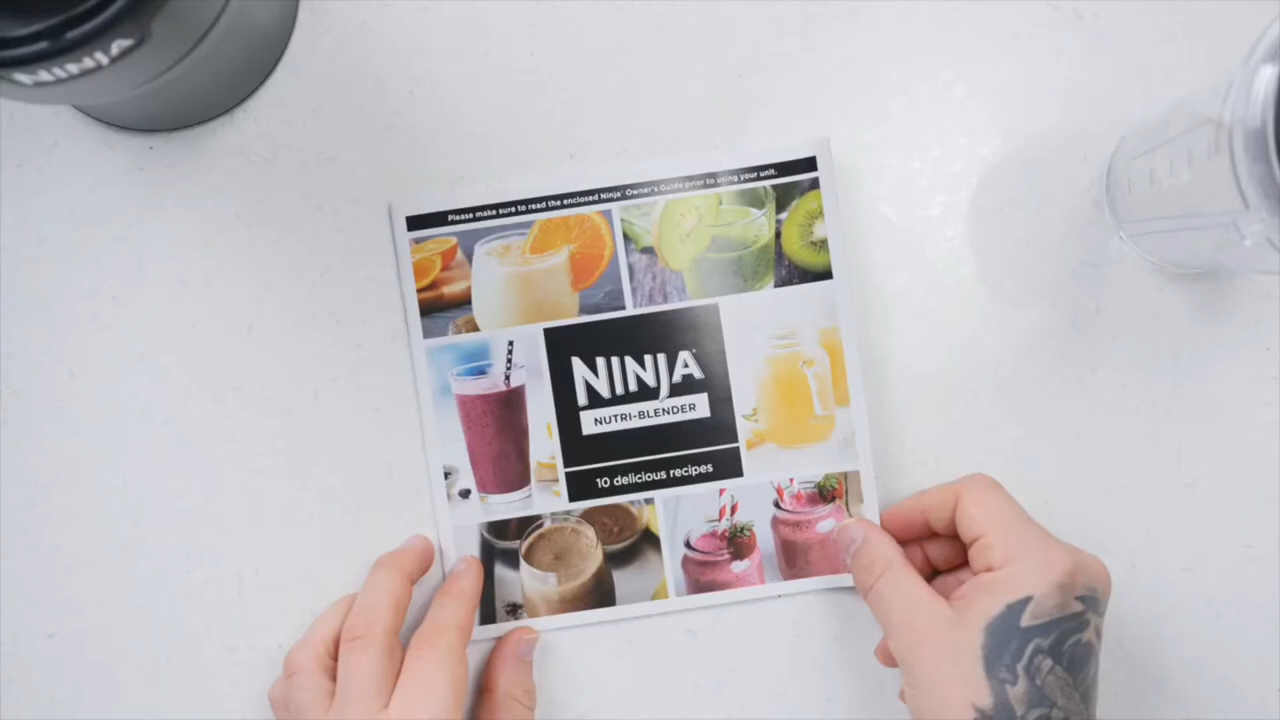 NINJA
Please make sure to read the enclosed Ninja® Owner's Guide prior to using your unit.
NINJA®
NUTRI-BLENDER
10 delicious recipes